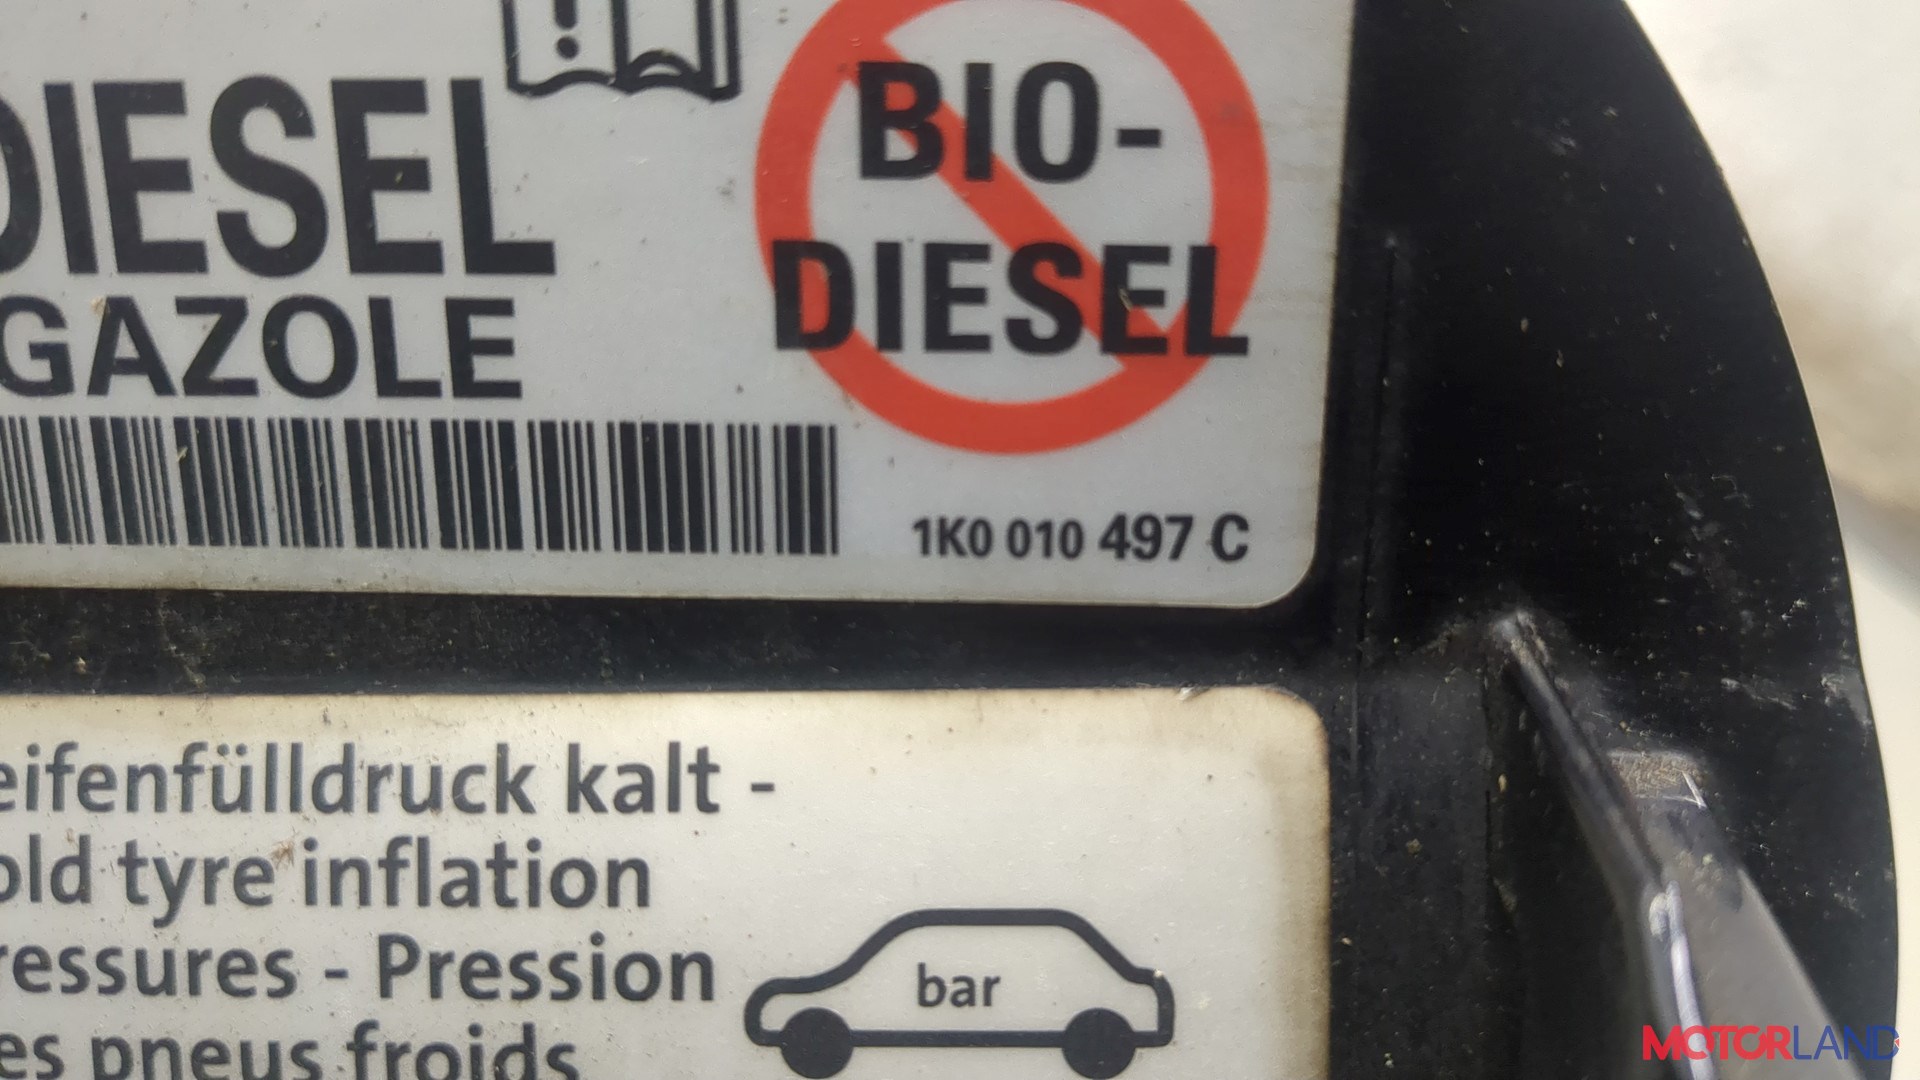 DIESEL
GAZOLE
BIO-
DIESEL
1K0 010 497 C
eifenfülldruck kalt -
old tyre inflation
ressures - Pression
es pneus froids
bar
MOTORLAND